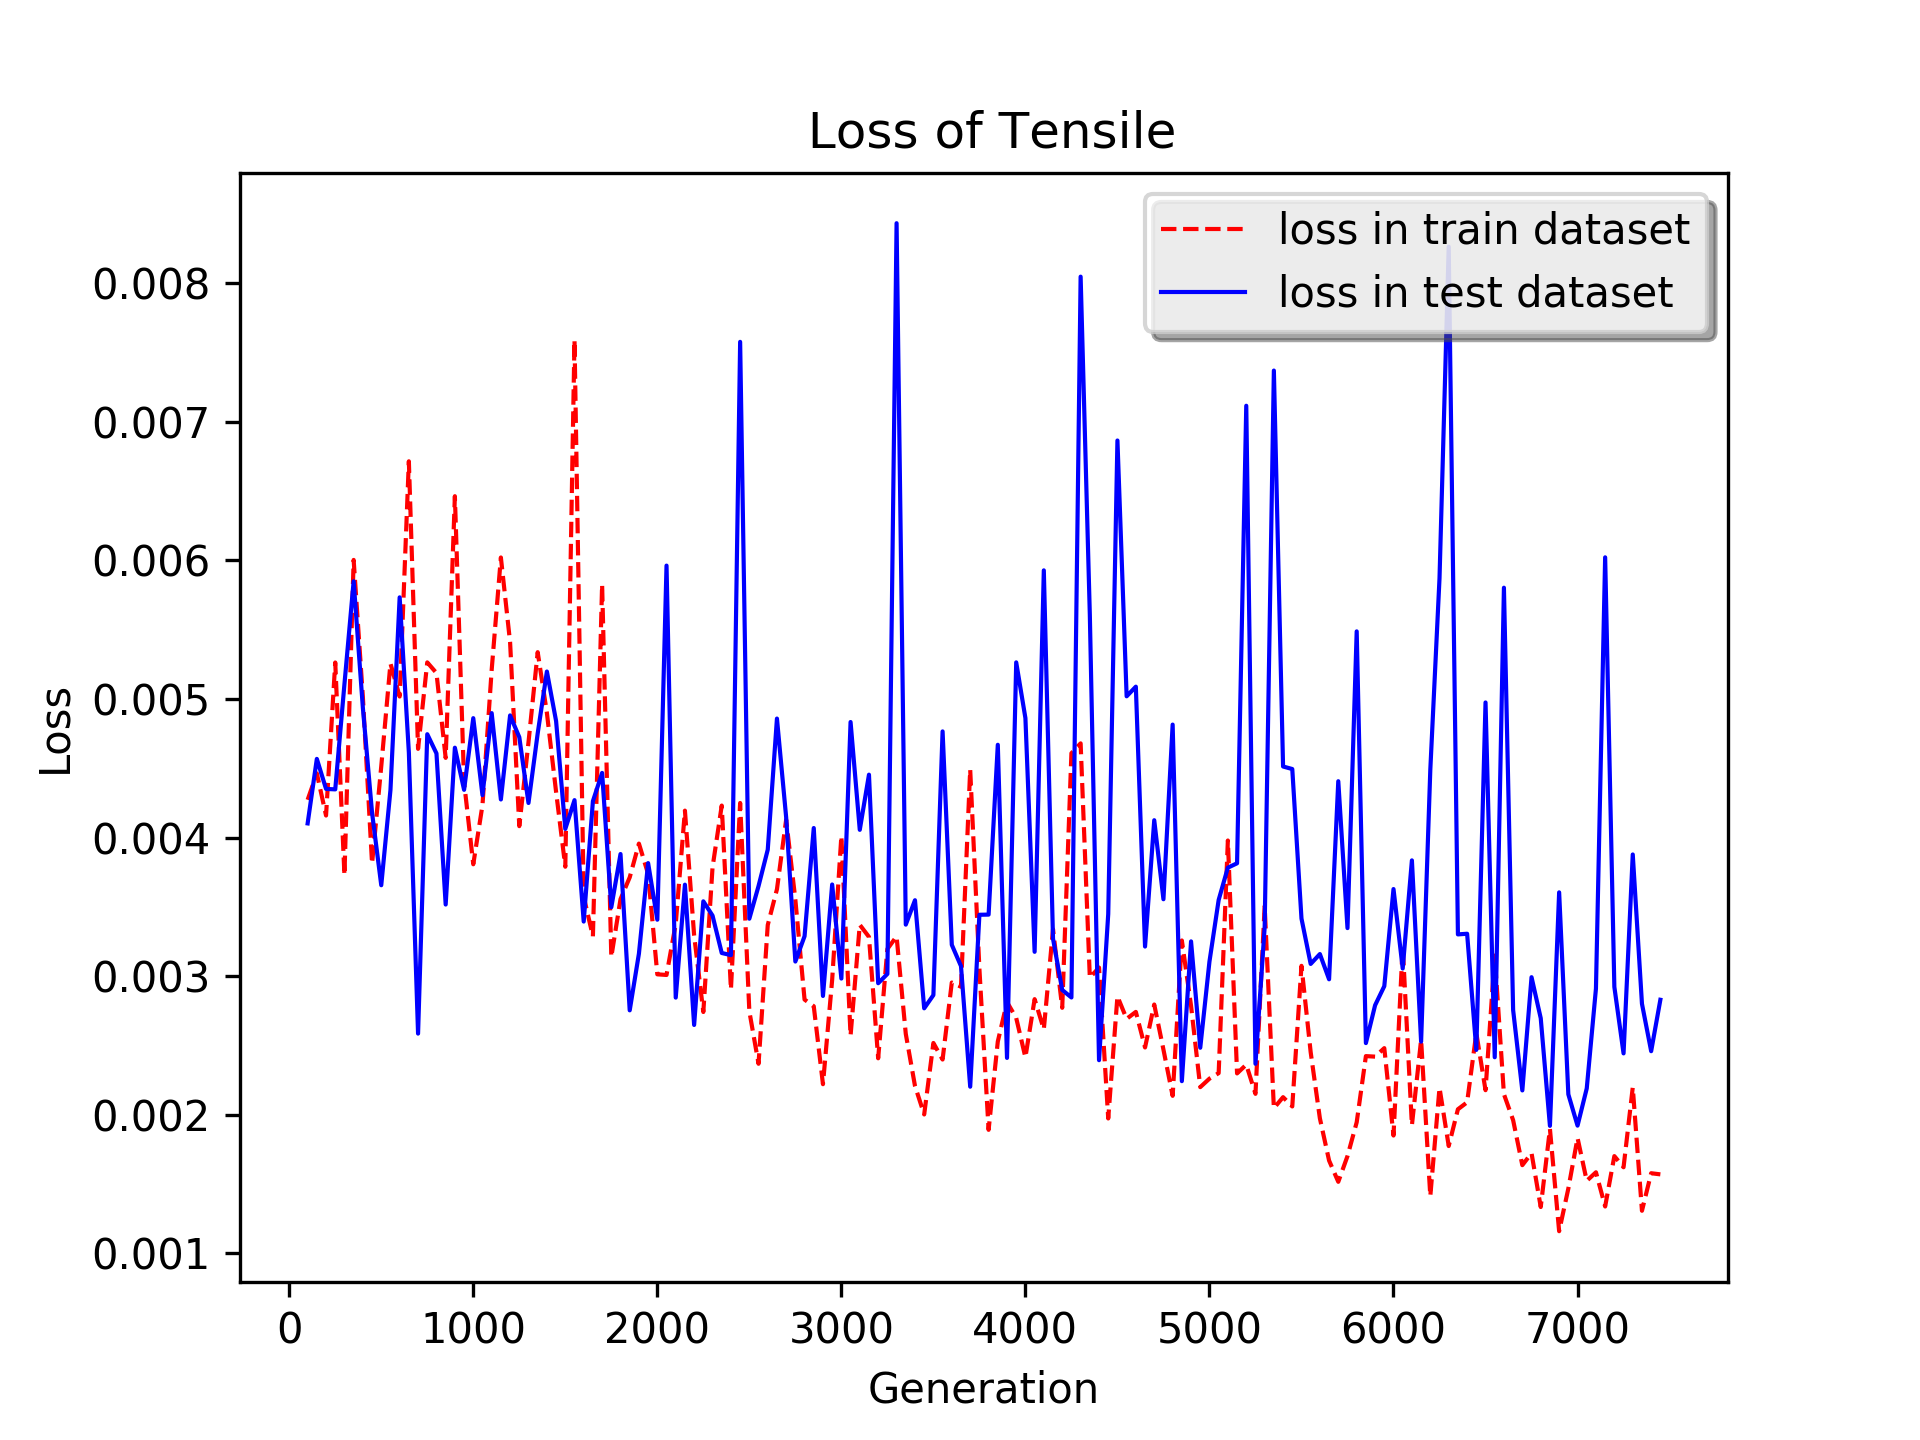 Loss of Tensile
loss in train dataset
loss in test dataset
Loss
0.008
0.007
0.006
0.005
0.004
0.003
0.002
0.001
0 1000 2000 3000 4000 5000 6000 7000
Generation